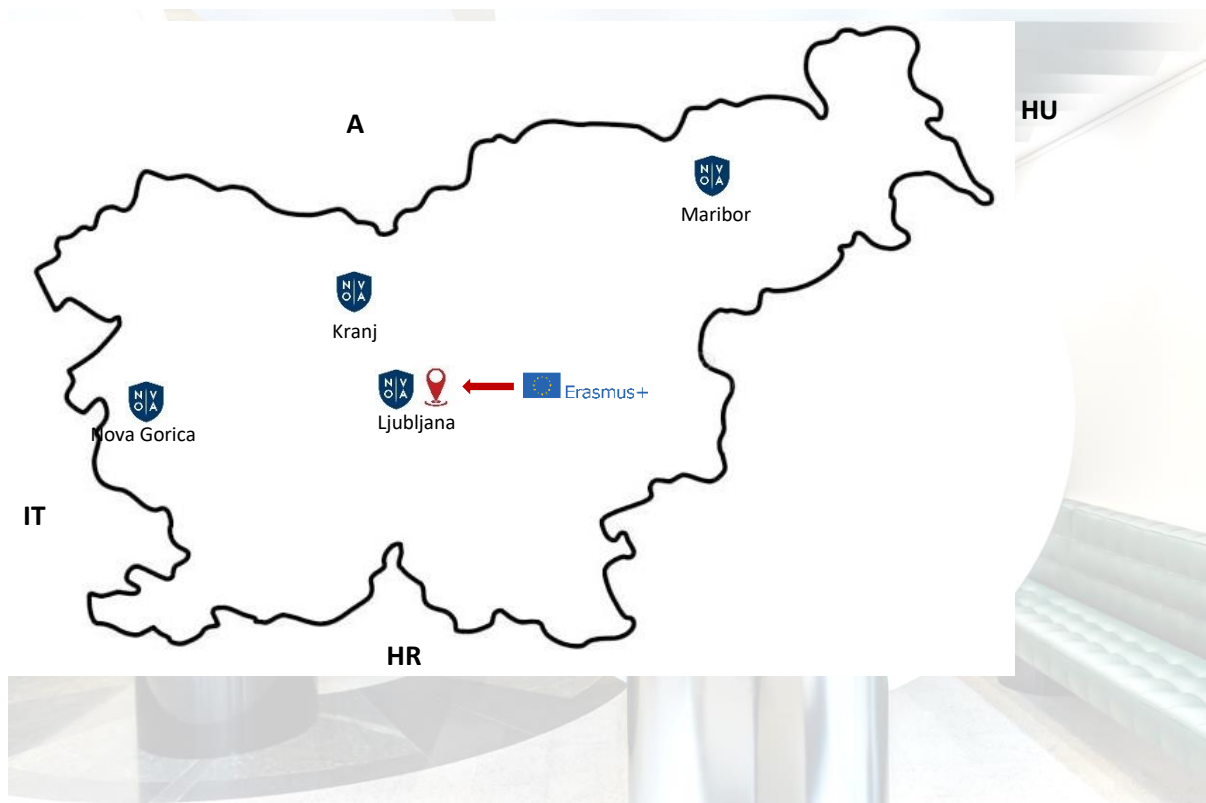 A
HU
N V
O A
Maribor
N V
O A
Kranj
N V
O A
Nova Gorica
N V
O A
Ljubljana
Erasmus+
IT
HR